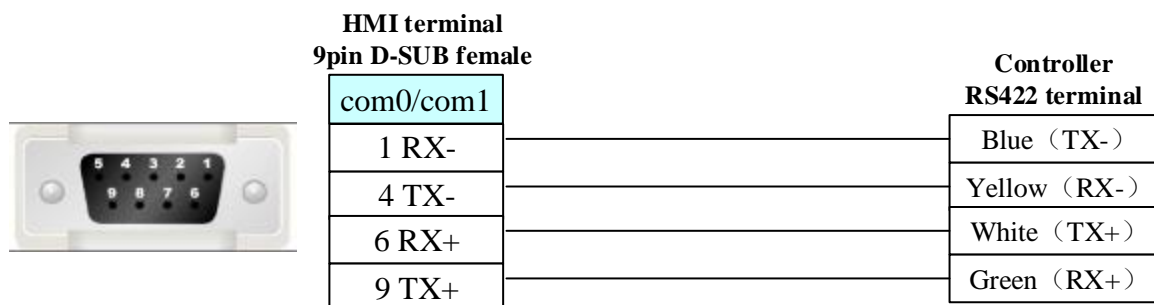 HMI terminal
9pin D-SUB female
com0/com1
1 RX-
4 TX-
6 RX+
9 TX+
Controller
RS422 terminal
Blue（TX-）
Yellow（RX-）
White（TX+）
Green（RX+）
5 4 3 2 1
9 8 7 6